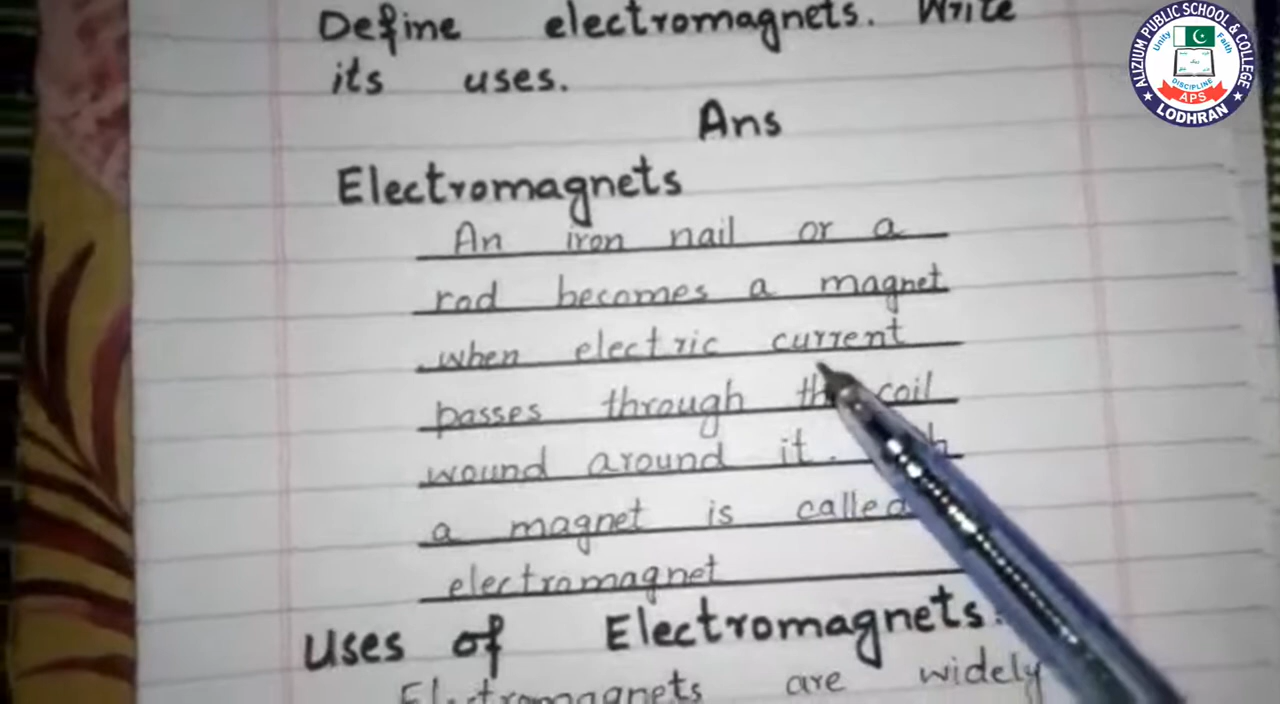 Define electromagnets. Write
its uses.
Ans
Electromagnets
An iron nail or a
rod becomes a magnet
when electric current
passes through th coil
wound around it. h
a magnet is called
electromagnet
Uses of Electromagnets.
Electromagnets are widely
ALIZIUM PUBLIC SCHOOL & COLLEGE
Unity
Faith
DISCIPLINE
APS
LODHRAN